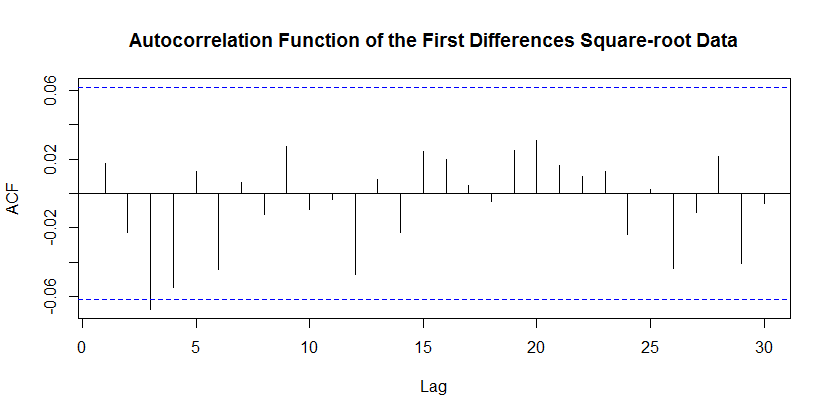 Autocorrelation Function of the First Differences Square-root Data
ACF
0.06
0.02
-0.02
-0.06
0 5 10 15 20 25 30
Lag